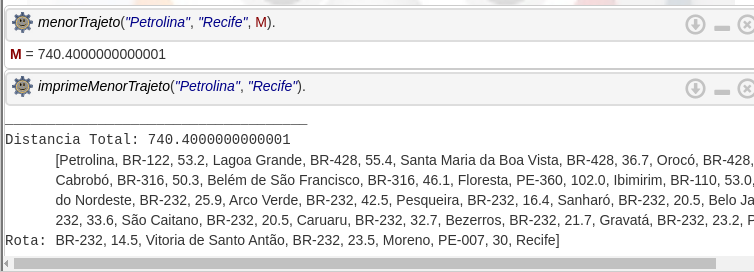 menorTrajeto("Petrolina", "Recife", M).
M = 740.4000000000001
imprimeMenorTrajeto("Petrolina", "Recife").
Distancia Total: 740.4000000000001
[Petrolina, BR-122, 53.2, Lagoa Grande, BR-428, 55.4, Santa Maria da Boa Vista, BR-428, 36.7, Orocó, BR-428,
Cabrobó, BR-316, 50.3, Belém de São Francisco, BR-316, 46.1, Floresta, PE-360, 102.0, Ibimirim, BR-110, 53.0,
do Nordeste, BR-232, 25.9, Arco Verde, BR-232, 42.5, Pesqueira, BR-232, 16.4, Sanharó, BR-232, 20.5, Belo Ja
232, 33.6, São Caitano, BR-232, 20.5, Caruaru, BR-232, 32.7, Bezerros, BR-232, 21.7, Gravatá, BR-232, 23.2, P
Rota: BR-232, 14.5, Vitoria de Santo Antão, BR-232, 23.5, Moreno, PE-007, 30, Recife]